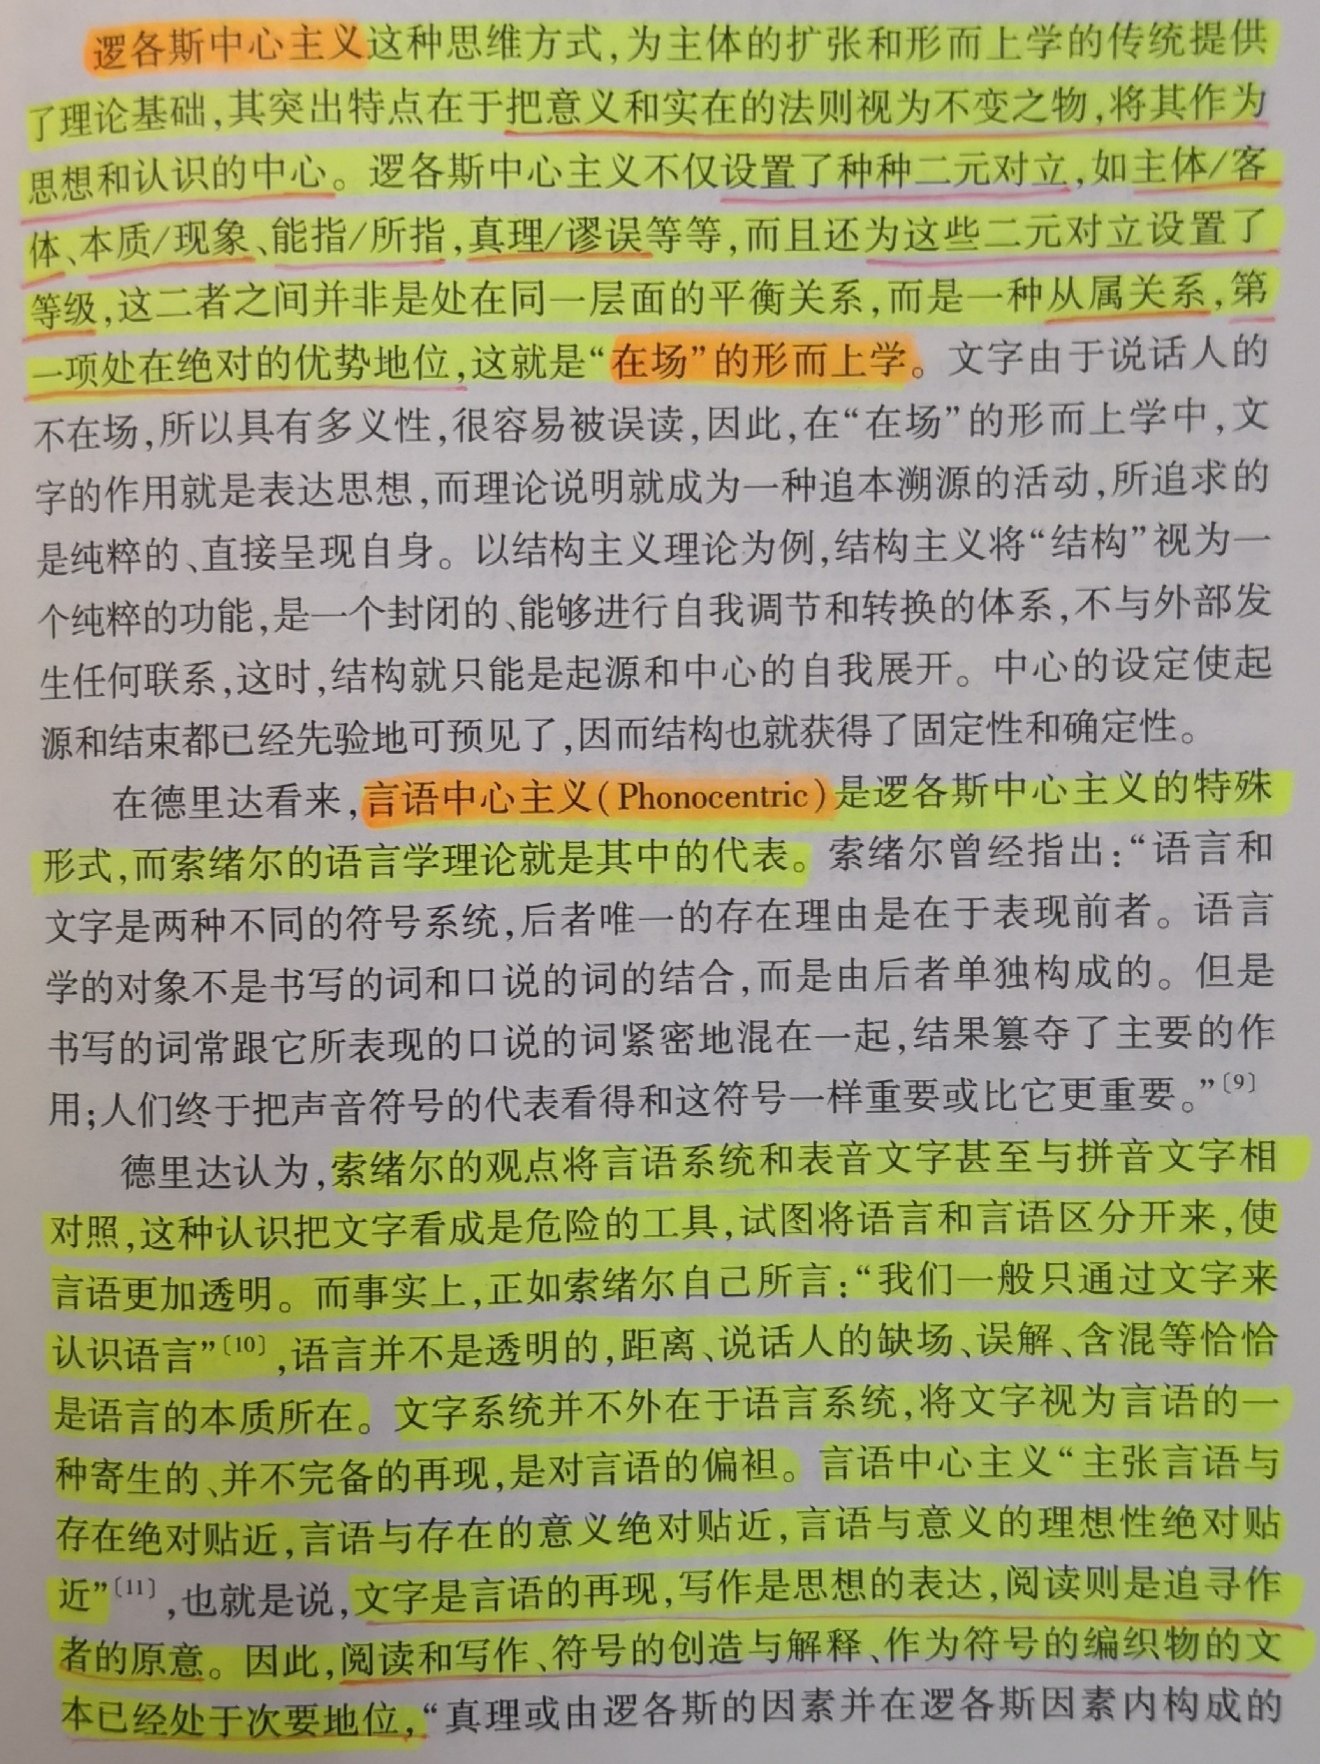 逻各斯中心主义这种思维方式,为主体的扩张和形而上学的传统提供
了理论基础,其突出特点在于把意义和实在的法则视为不变之物,将其作为
思想和认识的中心。逻各斯中心主义不仅设置了种种二元对立,如主体/客
体、本质/现象、能指/所指,真理/谬误等等,而且还为这些二元对立设置了
等级,这二者之间并非是处在同一层面的平衡关系,而是一种从属关系,第
一项处在绝对的优势地位,这就是“在场”的形而上学。文字由于说话人的
不在场,所以具有多义性,很容易被误读,因此,在“在场”的形而上学中,文
字的作用就是表达思想,而理论说明就成为一种追本溯源的活动,所追求的
是纯粹的、直接呈现自身。以结构主义理论为例,结构主义将“结构”视为一
个纯粹的功能,是一个封闭的、能够进行自我调节和转换的体系,不与外部发
生任何联系,这时,结构就只能是起源和中心的自我展开。中心的设定使起
源和结束都已经先验地可预见了,因而结构也就获得了固定性和确定性。
在德里达看来,言语中心主义(Phonocentric)是逻各斯中心主义的特殊
形式,而索绪尔的语言学理论就是其中的代表。索绪尔曾经指出:“语言和
文字是两种不同的符号系统,后者唯一的存在理由是在于表现前者。语言
学的对象不是书写的词和口说的词的结合,而是由后者单独构成的。但是
书写的词常跟它所表现的口说的词紧密地混在一起,结果篡夺了主要的作
用;人们终于把声音符号的代表看得和这符号一样重要或比它更重要。”〔9〕
德里达认为,索绪尔的观点将言语系统和表音文字甚至与拼音文字相
对照,这种认识把文字看成是危险的工具,试图将语言和言语区分开来,使
言语更加透明。而事实上,正如索绪尔自己所言:“我们一般只通过文字来
认识语言”〔10〕,语言并不是透明的,距离、说话人的缺场、误解、含混等恰恰
是语言的本质所在。文字系统并不外在于语言系统,将文字视为言语的一
种寄生的、并不完备的再现,是对言语的偏袒。言语中心主义“主张言语与
存在绝对贴近,言语与存在的意义绝对贴近,言语与意义的理想性绝对贴
近”〔11〕,也就是说,文字是言语的再现,写作是思想的表达,阅读则是追寻作
者的原意。因此,阅读和写作、符号的创造与解释、作为符号的编织物的文
本已经处于次要地位,“真理或由逻各斯的因素并在逻各斯因素内构成的